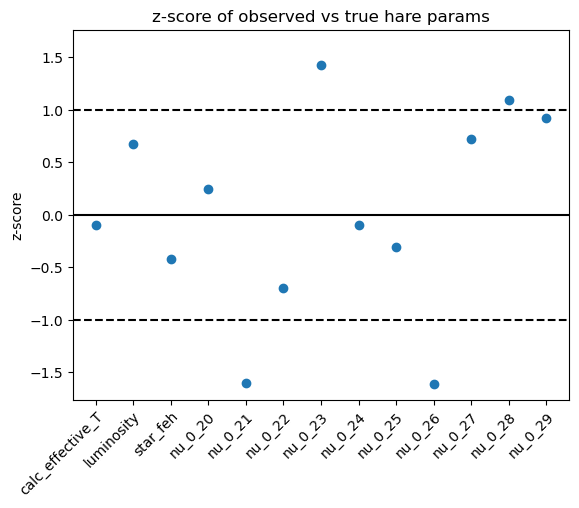 z-score of observed vs true hare params
z-score
1.5
1.0
0.5
0.0
−0.5
−1.0
−1.5
calc_effective_T
luminosity
star_feh
nu_0_20
nu_0_21
nu_0_22
nu_0_23
nu_0_24
nu_0_25
nu_0_26
nu_0_27
nu_0_28
nu_0_29